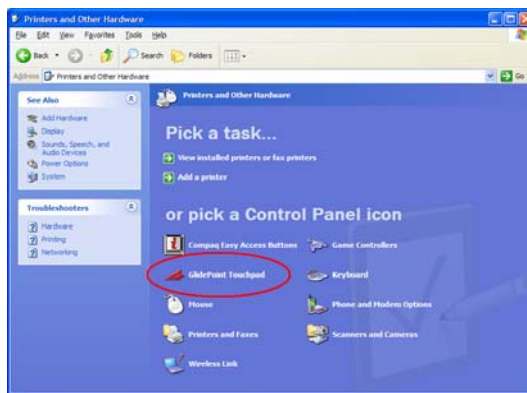 Printers and Other Hardware
File Edit View Favorites Tools Help
Back Search Folders
Address Printers and Other Hardware Go
See Also
Add Hardware
Display
Sounds, Speech, and
Audio Devices
Power Options
System
Troubleshooters
Hardware
Printing
Networking
Printers and Other Hardware
Pick a task...
View installed printers or fax printers
Add a printer
or pick a Control Panel icon
Compaq Easy Access Buttons Game Controllers
GlidePoint Touchpad Keyboard
Mouse Phone and Modem Options
Printers and Faxes Scanners and Cameras
Wireless Link